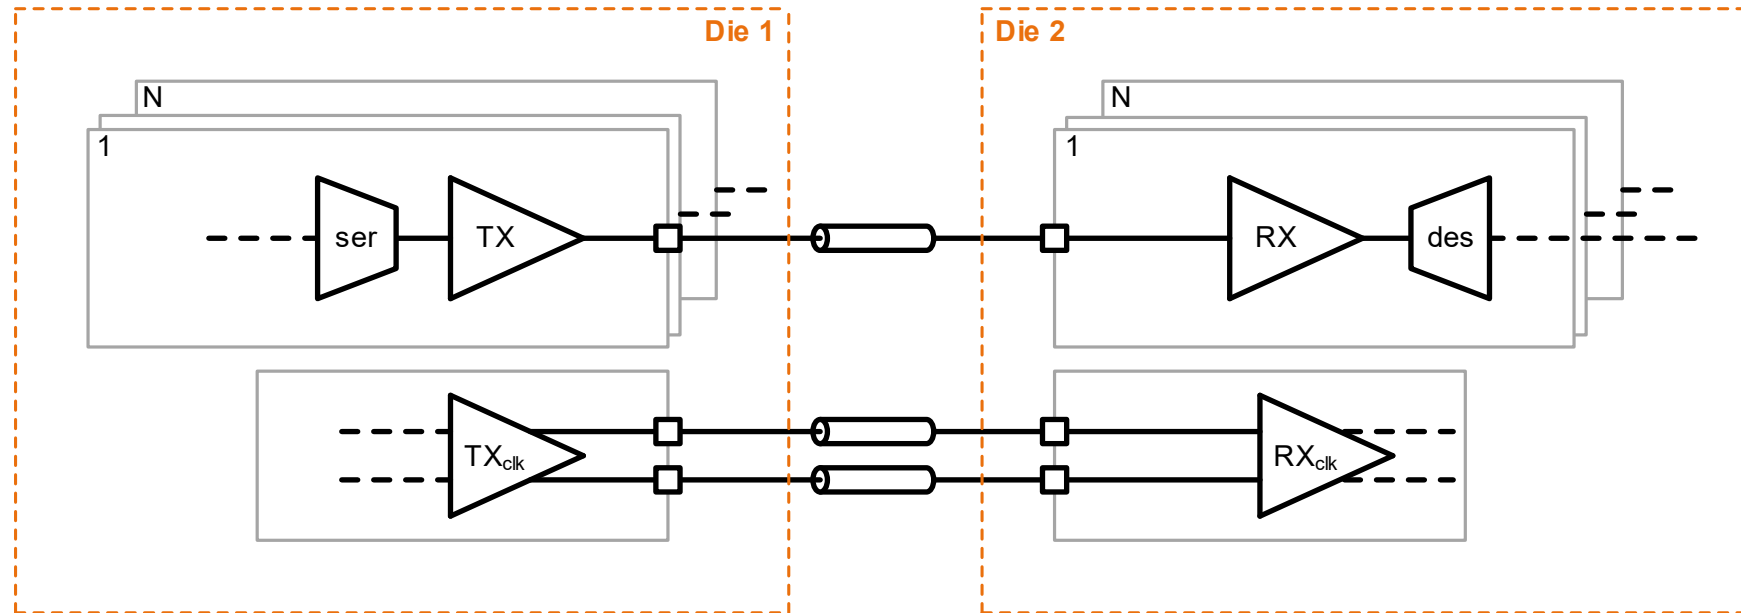 Die 1
Die 2
N
1
ser
TX
N
1
RX
des
TXclk
RXclk